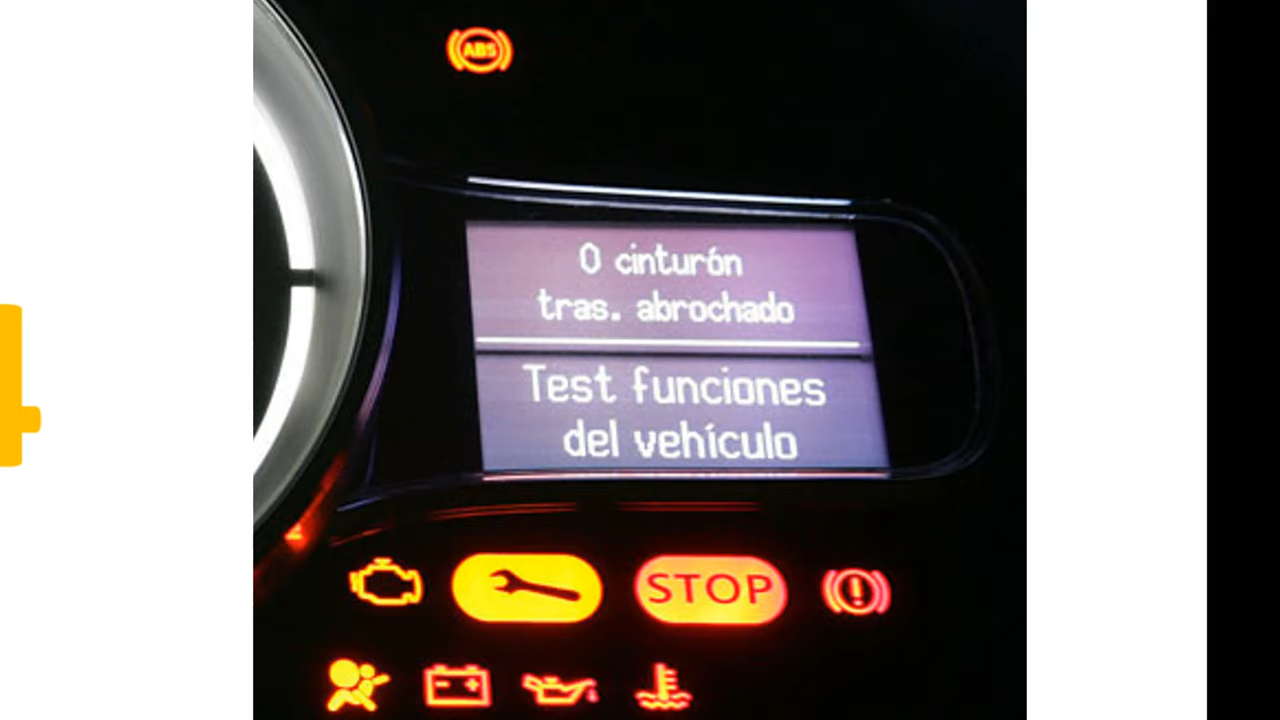 ABS
0 cinturón
tras. abrochado
Test funciones
del vehículo
STOP